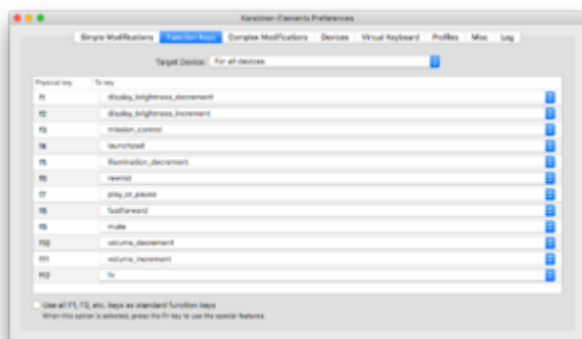 Karabiner-Elements Preferences
Simple Modifications Function Keys Complex Modifications Devices Virtual Keyboard Profiles Misc Log
Target Device: For all devices
Physical key To key
f1 display_brightness_decrement
f2 display_brightness_increment
f3 mission_control
f4 launchpad
f5 illumination_decrement
f6 rewind
f7 play_or_pause
f8 fastforward
f9 mute
f10 volume_decrement
f11 volume_increment
f12 fn
Use all F1, F2, etc. keys as standard function keys
When this option is selected, press the Fn key to use the special features.